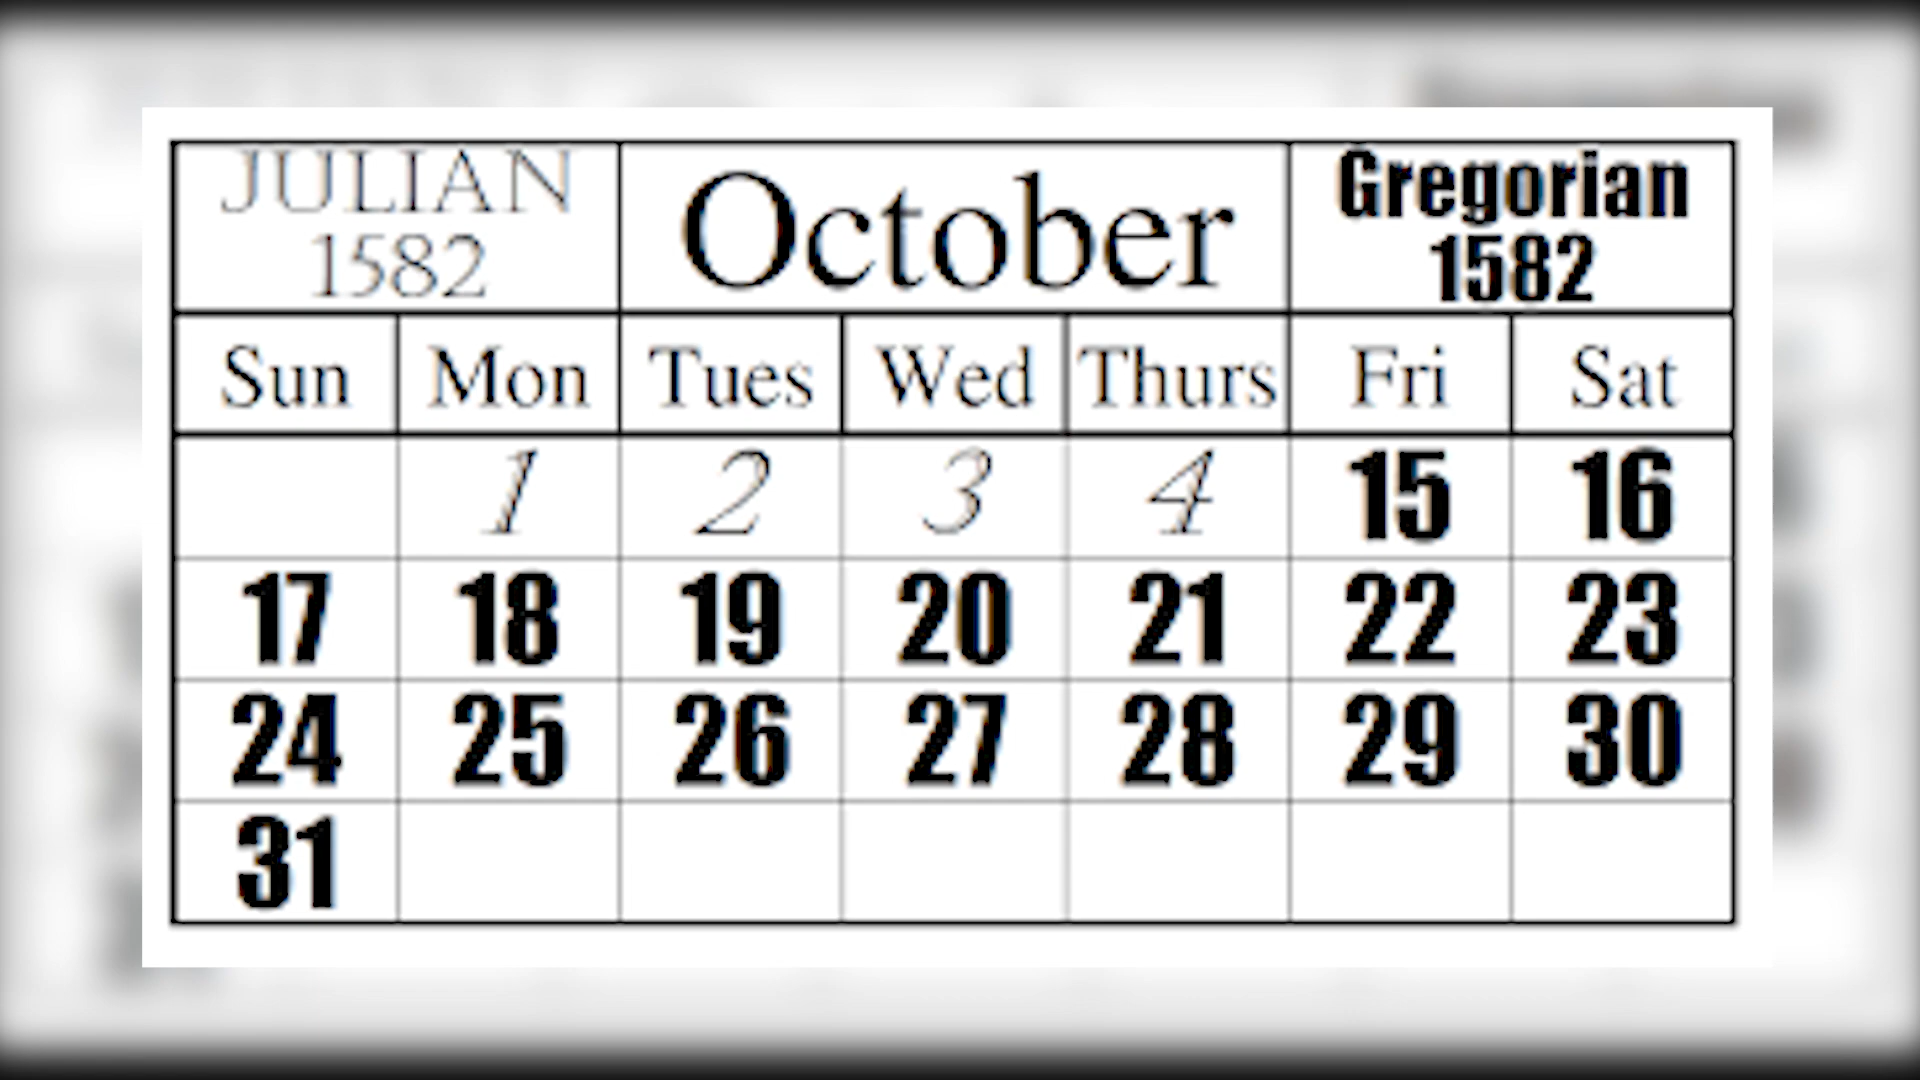 JULIAN
1582
October
Gregorian
1582
Sun Mon Tues Wed Thurs Fri Sat
1 2 3 4 15 16
17 18 19 20 21 22 23
24 25 26 27 28 29 30
31